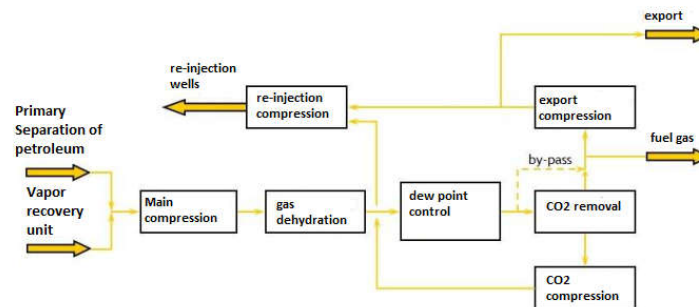 export
re-injection
wells
re-injection
compression
export
compression
fuel gas
Primary
Separation of
petroleum
by-pass
Vapor
recovery
unit
Main
compression
gas
dehydration
dew point
control
CO2 removal
CO2
compression